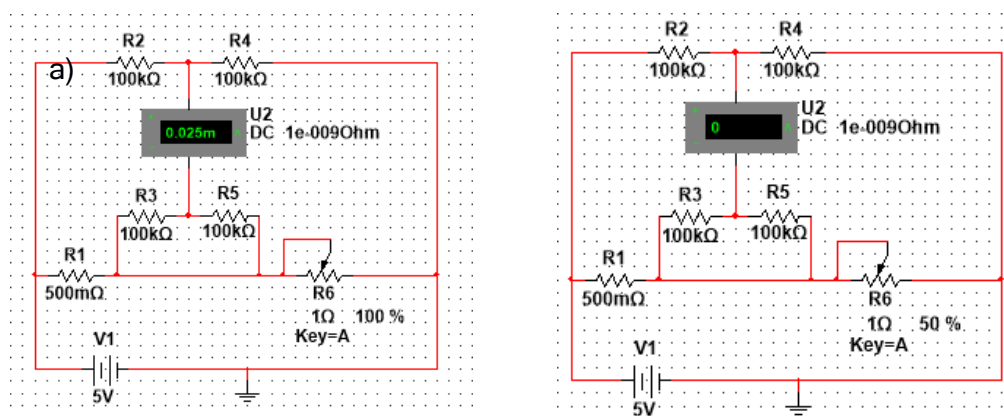 R2 R4
a) 100kΩ 100kΩ
U2
0.025m A DC 1e-009Ohm
R3 R5
100kΩ 100kΩ
R1
500mΩ
R6
1Ω 100 %
Key=A
V1
5V
R2 R4
100kΩ 100kΩ
U2
0 A DC 1e-009Ohm
R3 R5
100kΩ 100kΩ
R1
500mΩ
R6
1Ω 50 %
Key=A
V1
5V